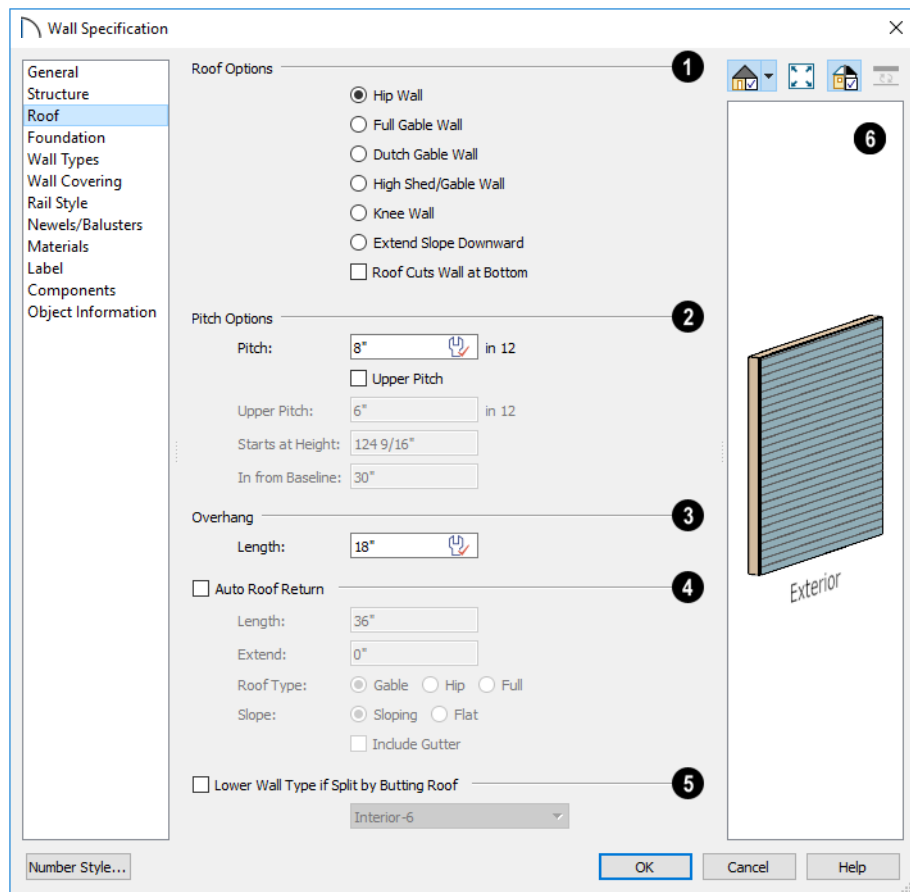 Wall Specification
General
Structure
Roof
Foundation
Wall Types
Wall Covering
Rail Style
Newels/Balusters
Materials
Label
Components
Object Information
Roof Options 1
Hip Wall
Full Gable Wall
Dutch Gable Wall
High Shed/Gable Wall
Knee Wall
Extend Slope Downward
Roof Cuts Wall at Bottom
Pitch Options 2
Pitch: 8" in 12
Upper Pitch
Upper Pitch: 6" in 12
Starts at Height: 124 9/16"
In from Baseline: 30"
Overhang 3
Length: 18"
Auto Roof Return 4
Length: 36"
Extend: 0"
Roof Type: Gable Hip Full
Slope: Sloping Flat
Include Gutter
Lower Wall Type if Split by Butting Roof 5
Interior-6
6
Exterior
Number Style... OK Cancel Help